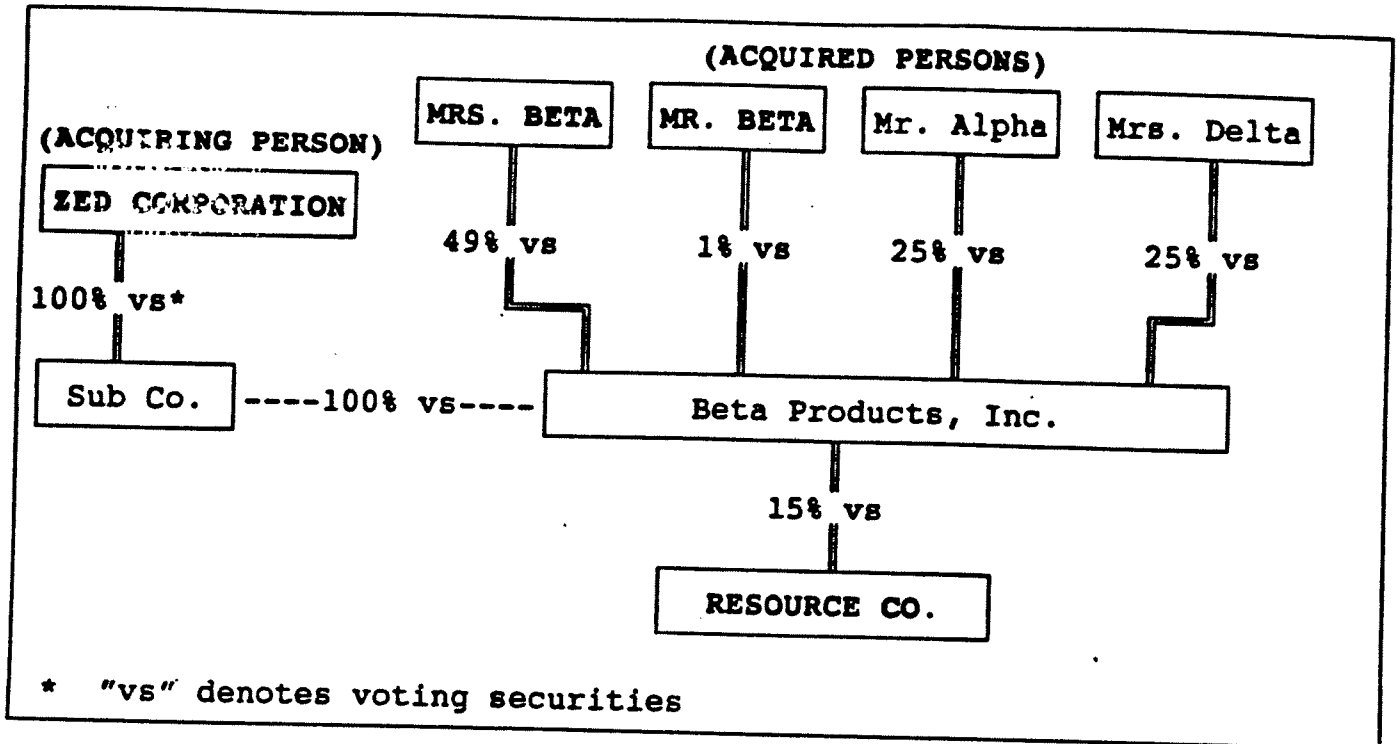 (ACQUIRED PERSONS)
MRS. BETA
MR. BETA
Mr. Alpha
Mrs. Delta
(ACQUIRING PERSON)
ZED CORPORATION
49% vs
1% vs
25% vs
25% vs
100% vs*
Sub Co.
----100% vs----
Beta Products, Inc.
15% vs
RESOURCE CO.
* "vs" denotes voting securities